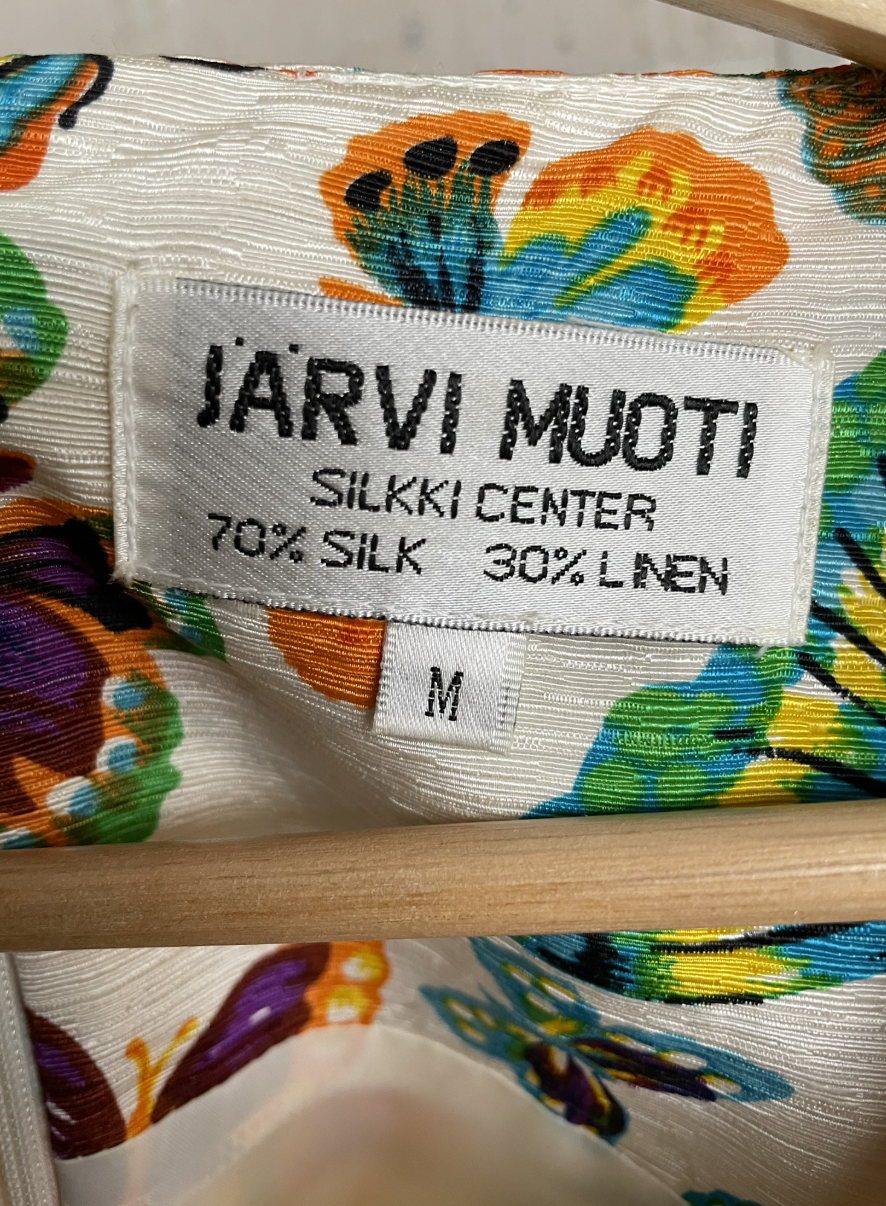 JÄRVI MUOTI
SILKKI CENTER
70% SILK 30% LINEN
M